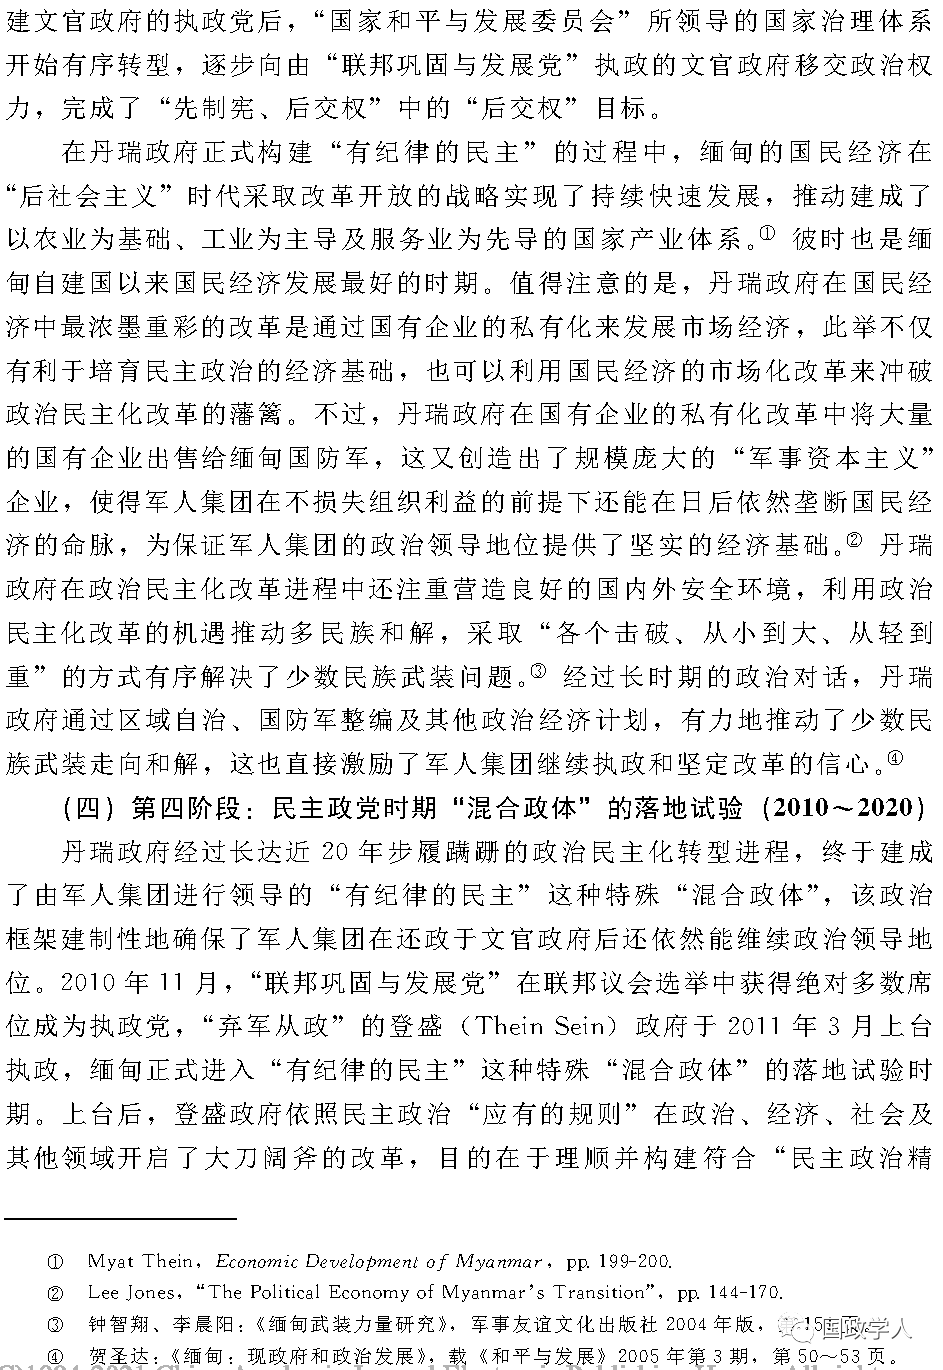 建文官政府的执政党后，“国家和平与发展委员会”所领导的国家治理体系
开始有序转型，逐步向由“联邦巩固与发展党”执政的文官政府移交政治权
力，完成了“先制宪、后交权”中的“后交权”目标。
在丹瑞政府正式构建“有纪律的民主”的过程中，缅甸的国民经济在
“后社会主义”时代采取改革开放的战略实现了持续快速发展，推动建成了
以农业为基础、工业为主导及服务业为先导的国家产业体系。① 彼时也是缅
甸自建国以来国民经济发展最好的时期。值得注意的是，丹瑞政府在国民经
济中最浓墨重彩的改革是通过国有企业的私有化来发展市场经济，此举不仅
有利于培育民主政治的经济基础，也可以利用国民经济的市场化改革来冲破
政治民主化改革的藩篱。不过，丹瑞政府在国有企业的私有化改革中将大量
的国有企业出售给缅甸国防军，这又创造出了规模庞大的“军事资本主义”
企业，使得军人集团在不损失组织利益的前提下还能在日后依然垄断国民经
济的命脉，为保证军人集团的政治领导地位提供了坚实的经济基础。② 丹瑞
政府在政治民主化改革进程中还注重营造良好的国内外安全环境，利用政治
民主化改革的机遇推动多民族和解，采取“各个击破、从小到大、从轻到
重”的方式有序解决了少数民族武装问题。③ 经过长时期的政治对话，丹瑞
政府通过区域自治、国防军整编及其他政治经济计划，有力地推动了少数民
族武装走向和解，这也直接激励了军人集团继续执政和坚定改革的信心。④
（四）第四阶段：民主政党时期“混合政体”的落地试验（2010～2020）
丹瑞政府经过长达近 20 年步履蹒跚的政治民主化转型进程，终于建成
了由军人集团进行领导的“有纪律的民主”这种特殊“混合政体”，该政治
框架建制性地确保了军人集团在还政于文官政府后还依然能维续政治领导地
位。2010 年 11 月，“联邦巩固与发展党”在联邦议会选举中获得绝对多数席
位成为执政党，“弃军从政”的登盛（Thein Sein）政府于 2011 年 3 月上台
执政，缅甸正式进入“有纪律的民主”这种特殊“混合政体”的落地试验时
期。上台后，登盛政府依照民主政治“应有的规则”在政治、经济、社会及
其他领域开启了大刀阔斧的改革，目的在于理顺并构建符合“民主政治精
① Myat Thein，Economic Development of Myanmar，pp. 199-200.
② Lee Jones，“The Political Economy of Myanmar's Transition”，pp. 144-170.
③ 钟智翔、李晨阳：《缅甸武装力量研究》，军事友谊文化出版社 2004 年版，第 15
国政学人
④ 贺圣达：《缅甸：现政府和政治发展》，载《和平与发展》2005 年第 3 期，第 50～53 页。